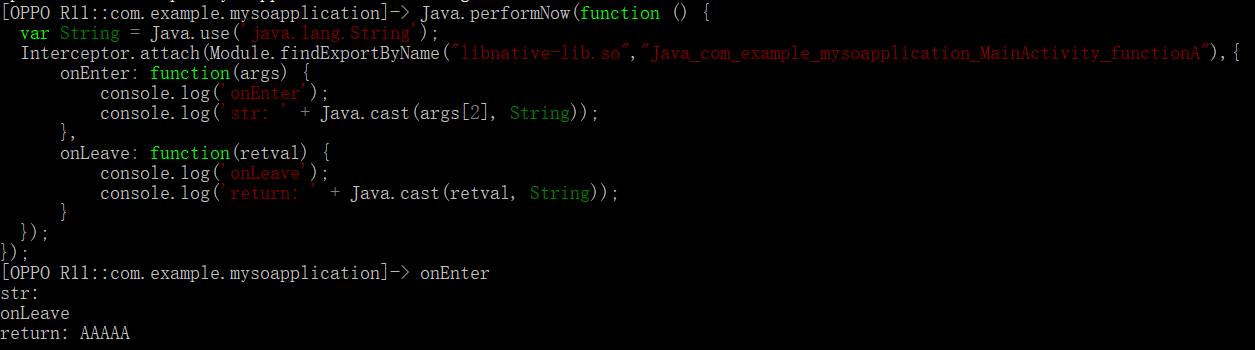 [OPPO R11::com.example.mysoapplication]-> Java.performNow(function () {
  var String = Java.use('java.lang.String');
  Interceptor.attach(Module.findExportByName("libnative-lib.so","Java_com_example_mysoapplication_MainActivity_functionA"),{
      onEnter: function(args) {
          console.log('onEnter');
          console.log('str: ' + Java.cast(args[2], String));
      },
      onLeave: function(retval) {
          console.log('onLeave');
          console.log('return: ' + Java.cast(retval, String));
      }
  });
});
[OPPO R11::com.example.mysoapplication]-> onEnter
str:
onLeave
return: AAAAA